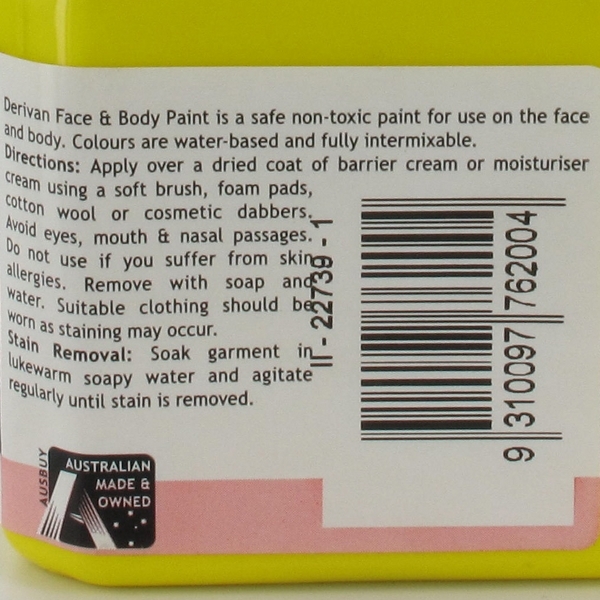 Derivan Face & Body Paint is a safe non-toxic paint for use on the face
and body. Colours are water-based and fully intermixable.
Directions: Apply over a dried coat of barrier cream or moisturiser
cream using a soft brush, foam pads,
cotton wool or cosmetic dabbers.
Avoid eyes, mouth & nasal passages.
Do not use if you suffer from skin
allergies. Remove with soap and
water. Suitable clothing should be
worn as staining may occur.
Stain Removal: Soak garment in
lukewarm soapy water and agitate
regularly until stain is removed.
II - 22739 - 1
9 310097 762004
AUSBUY
AUSTRALIAN
MADE &
OWNED